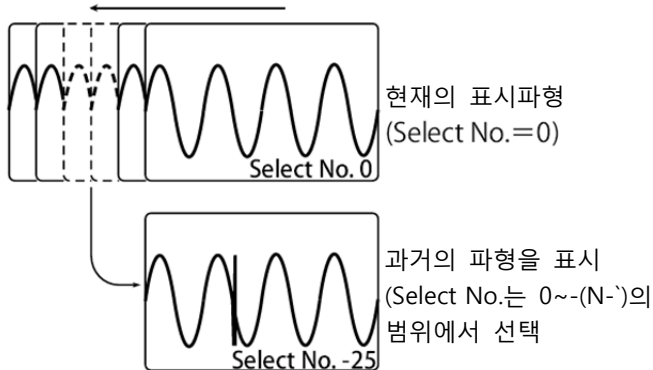 현재의 표시파형
(Select No.=0)
Select No. 0
과거의 파형을 표시
(Select No.는 0~-(N-`)의
범위에서 선택
Select No. -25